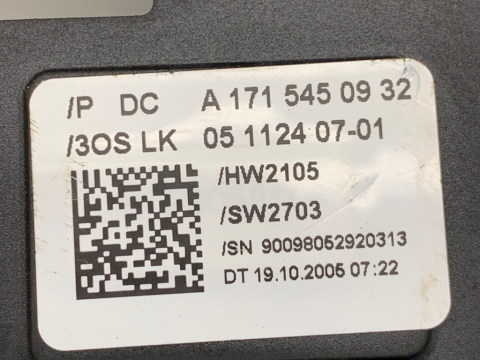 /P DC A 171 545 09 32
/3OS LK 05 1124 07-01
/HW2105
/SW2703
/SN 90098052920313
DT 19.10.2005 07:22